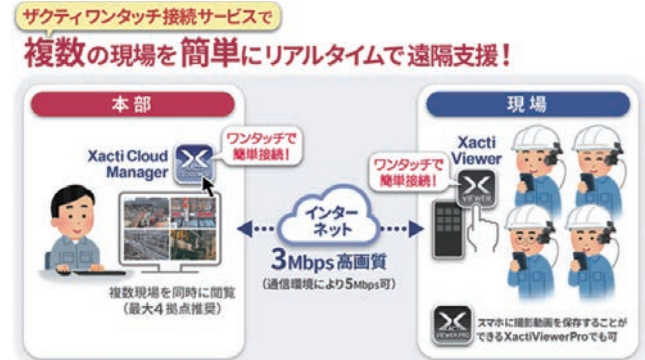 ザクティワンタッチ接続サービスで
複数の現場を簡単にリアルタイムで遠隔支援！
本部
Xacti Cloud
Manager
ワンタッチで
簡単接続！
複数現場を同時に閲覧
（最大4拠点推奨）
インター
ネット
3Mbps高画質
（通信環境により5Mbps可）
現場
Xacti
Viewer
ワンタッチで
簡単接続！
VIEWER
XACTI
VIEWER PRO
スマホに撮影動画を保存することが
できるXactiViewerProでも可